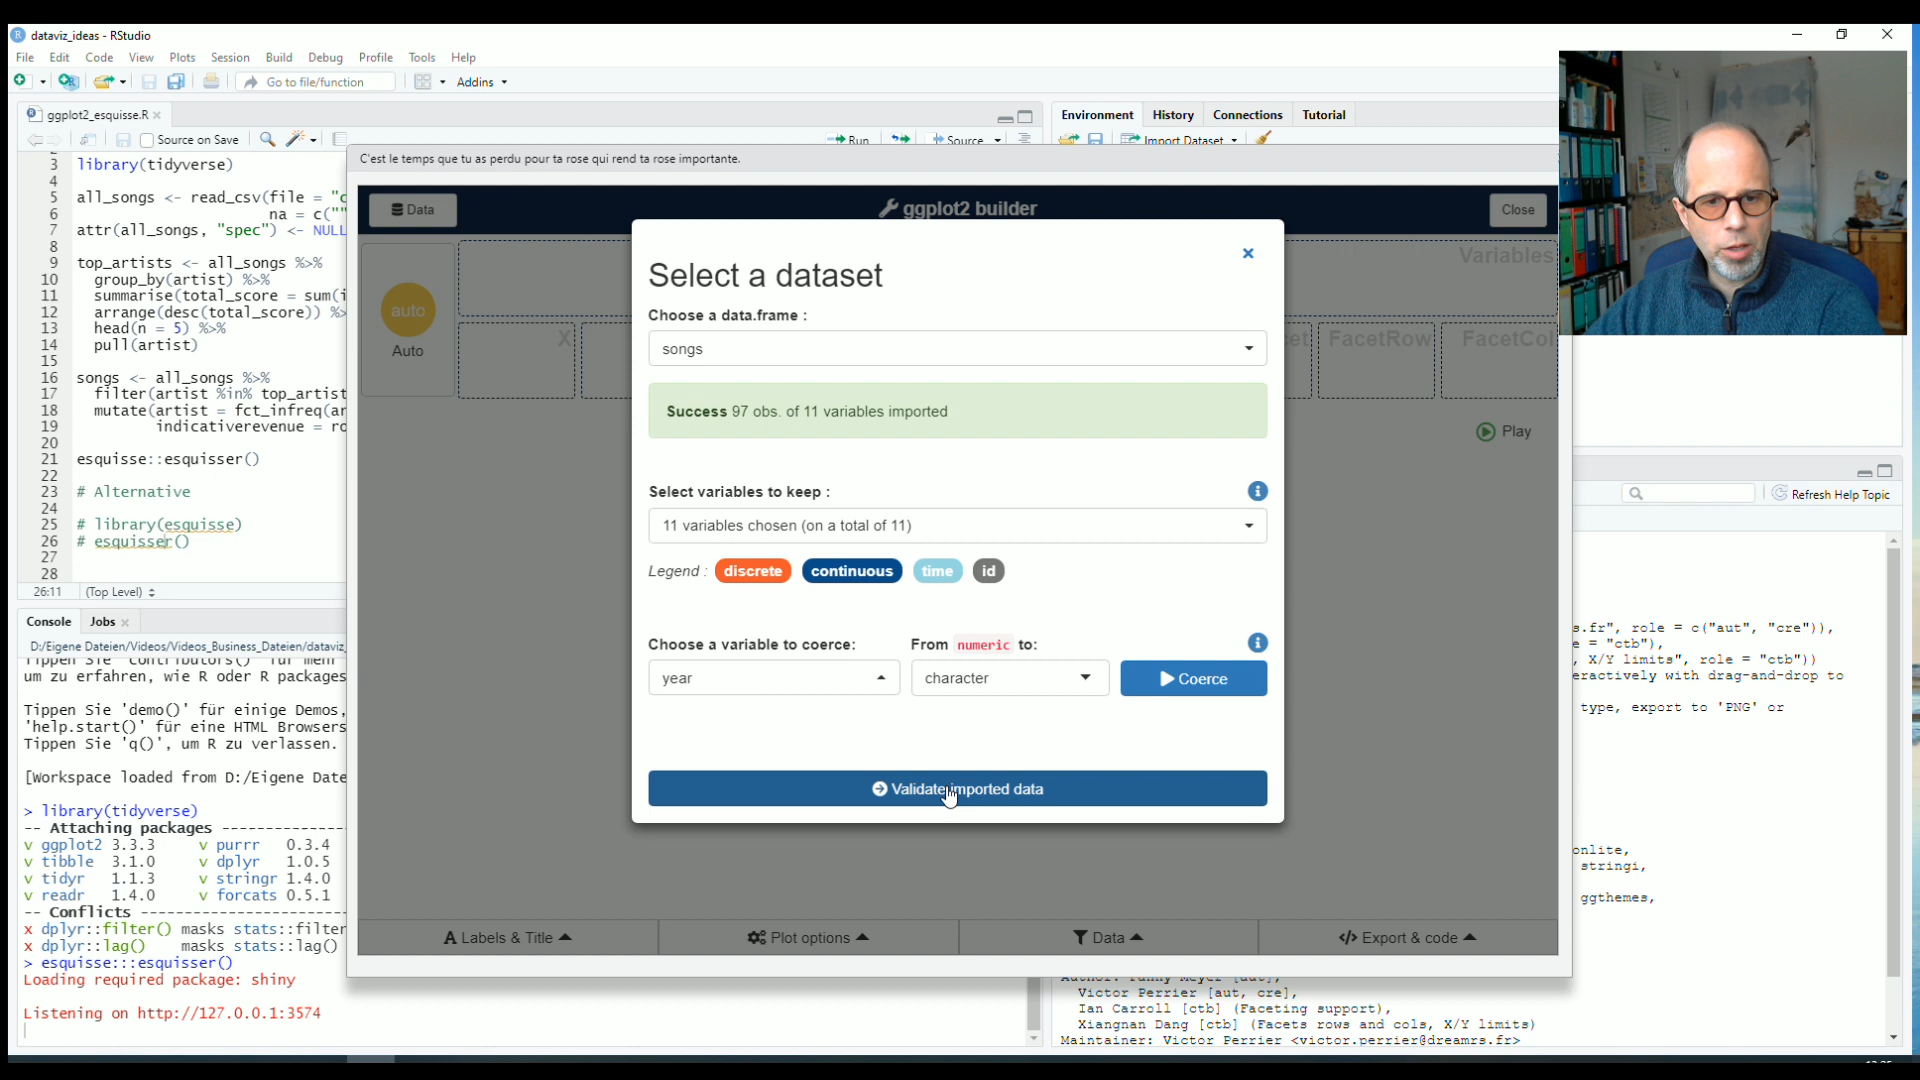 dataviz_ideas - RStudio
File Edit Code View Plots Session Build Debug Profile Tools Help
Go to file/function
Addins
ggplot2_esquisse.R
Source on Save
Run
Source
3 library(tidyverse)
4
5 all_songs <- read_csv(file =
6 na = c(""
7 attr(all_songs, "spec") <- NULL
8
9 top_artists <- all_songs %>%
10 group_by(artist) %>%
11 summarise(total_score = sum(
12 arrange(desc(total_score))
13 head(n = 5) %>%
14 pull(artist)
15
16 songs <- all_songs %>%
17 filter(artist %in% top_artist
18 mutate(artist = fct_infreq(ar
19 indicativerevenue = ro
20
21 esquisse::esquisser()
22
23 # Alternative
24
25 # library(esquisse)
26 # esquisser()
27
28
26:11 (Top Level)
Console Jobs
D:/Eigene Dateien/Videos/Videos_Business_Dateien/dataviz_
Tippen Sie 'contributors()' für mehr
um zu erfahren, wie R oder R packages
Tippen Sie 'demo()' für einige Demos,
'help.start()' für eine HTML Browsers
Tippen Sie 'q()', um R zu verlassen.
[Workspace loaded from D:/Eigene Date
> library(tidyverse)
-- Attaching packages ------------
v ggplot2 3.3.3 v purrr 0.3.4
v tibble 3.1.0 v dplyr 1.0.5
v tidyr 1.1.3 v stringr 1.4.0
v readr 1.4.0 v forcats 0.5.1
-- Conflicts --------------------
x dplyr::filter() masks stats::filter
x dplyr::lag() masks stats::lag()
> esquisse:::esquisser()
Loading required package: shiny
Listening on http://127.0.0.1:3574
Environment History Connections Tutorial
Import Dataset
C'est le temps que tu as perdu pour ta rose qui rend ta rose importante.
Data
ggplot2 builder
Close
Variables
auto
Auto
X
et
FacetRow
FacetCol
Play
Select a dataset
×
Choose a data.frame :
songs
Success 97 obs. of 11 variables imported
Select variables to keep :
11 variables chosen (on a total of 11)
Legend : discrete continuous time id
Choose a variable to coerce:
From numeric to:
year
character
Coerce
Validate imported data
Labels & Title
Plot options
Data
Export & code
Refresh Help Topic
s.fr", role = c("aut", "cre")),
e = "ctb"),
, X/Y limits", role = "ctb"))
eractively with drag-and-drop to
type, export to 'PNG' or
onlite,
stringi,
ggthemes,
Author: Fanny Meyer [aut],
Victor Perrier [aut, cre],
Ian Carroll [ctb] (Faceting support),
Xiangnan Dang [ctb] (Facets rows and cols, X/Y limits)
Maintainer: Victor Perrier <victor.perrier@dreamrs.fr>